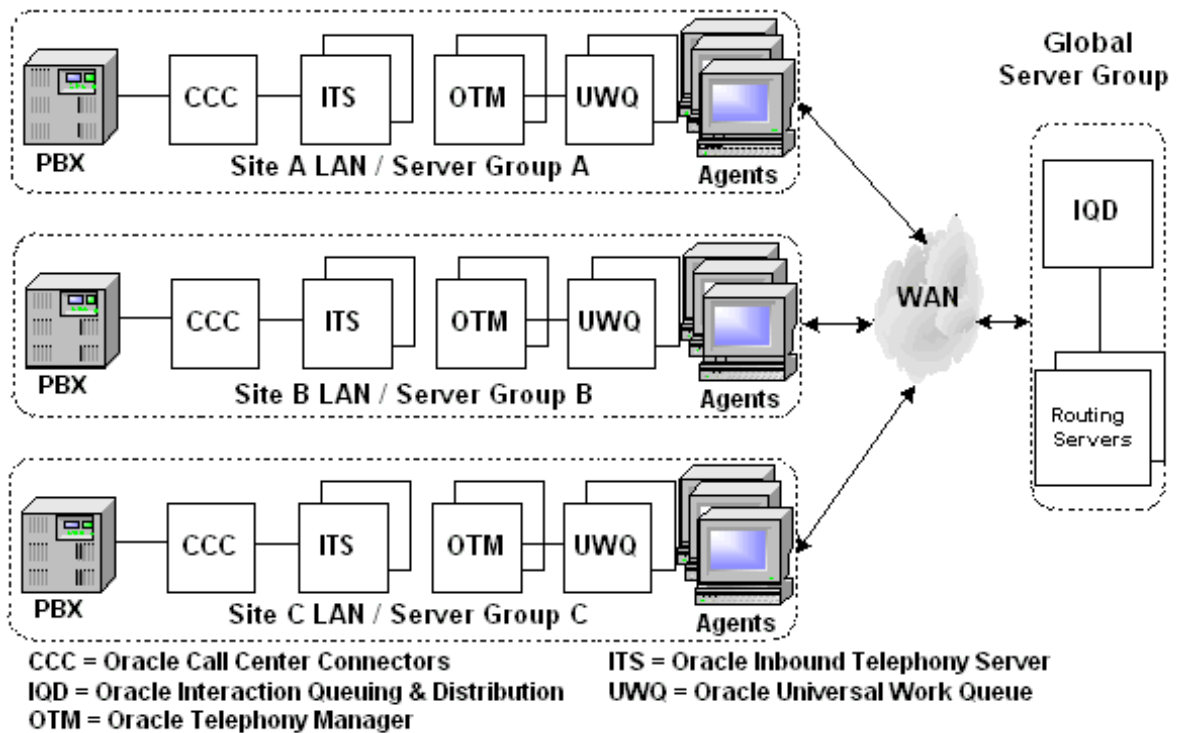 CCC
ITS
OTM
UWQ
PBX
Site A LAN / Server Group A
Agents
CCC
ITS
OTM
UWQ
PBX
Site B LAN / Server Group B
Agents
CCC
ITS
OTM
UWQ
PBX
Site C LAN / Server Group C
Agents
WAN
Global
Server Group
IQD
Routing
Servers
CCC = Oracle Call Center Connectors
ITS = Oracle Inbound Telephony Server
IQD = Oracle Interaction Queuing & Distribution
UWQ = Oracle Universal Work Queue
OTM = Oracle Telephony Manager